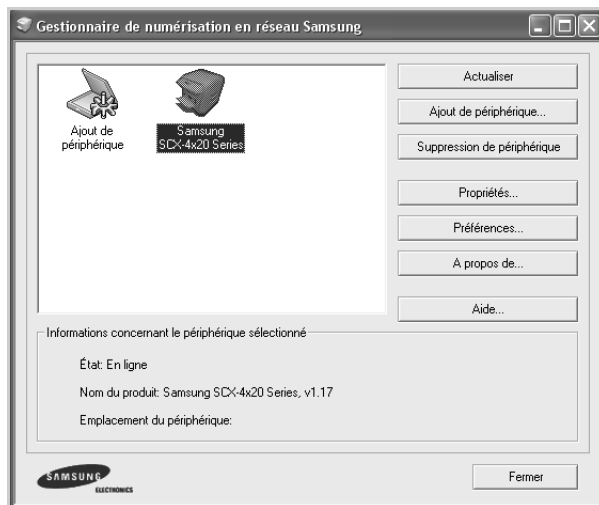 Gestionnaire de numérisation en réseau Samsung
Ajout de
périphérique
Samsung
SCX-4x20 Series
Actualiser
Ajout de périphérique...
Suppression de périphérique
Propriétés...
Préférences...
A propos de...
Aide...
Informations concernant le périphérique sélectionné
État: En ligne
Nom du produit: Samsung SCX-4x20 Series, v1.17
Emplacement du périphérique:
SAMSUNG
ELECTRONICS
Fermer